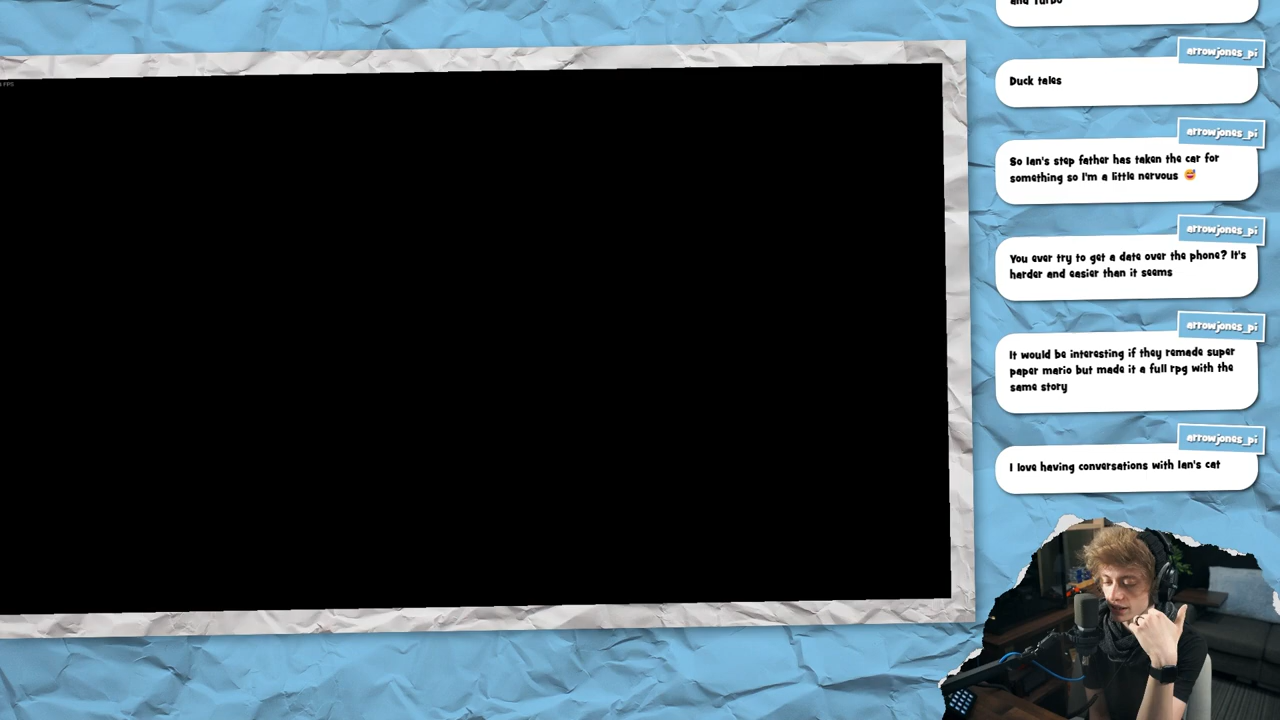 and Turbo
FPS
arrowjones_pi
Duck tales
arrowjones_pi
So Ian's step father has taken the car for
something so I'm a little nervous 😅
arrowjones_pi
You ever try to get a date over the phone? It's
harder and easier than it seems
arrowjones_pi
It would be interesting if they remade super
paper mario but made it a full rpg with the
same story
arrowjones_pi
I love having conversations with Ian's cat